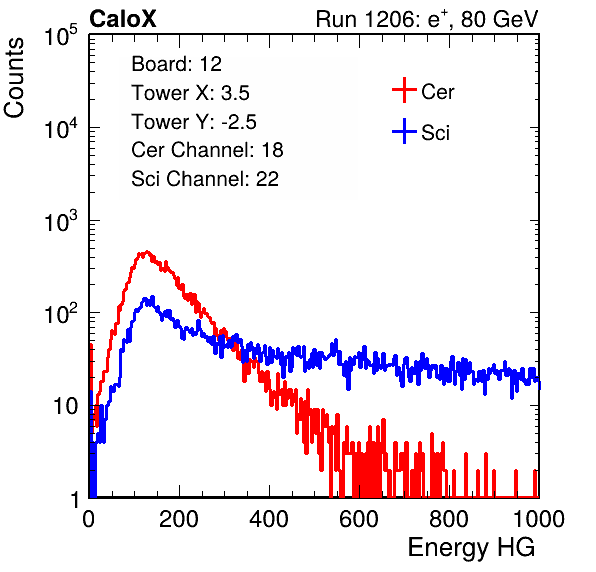 CaloX Run 1206: e⁺, 80 GeV
Counts
10⁵
10⁴
10³
10²
10
1
Board: 12
Tower X: 3.5
Tower Y: -2.5
Cer Channel: 18
Sci Channel: 22
Cer
Sci
0 200 400 600 800 1000
Energy HG